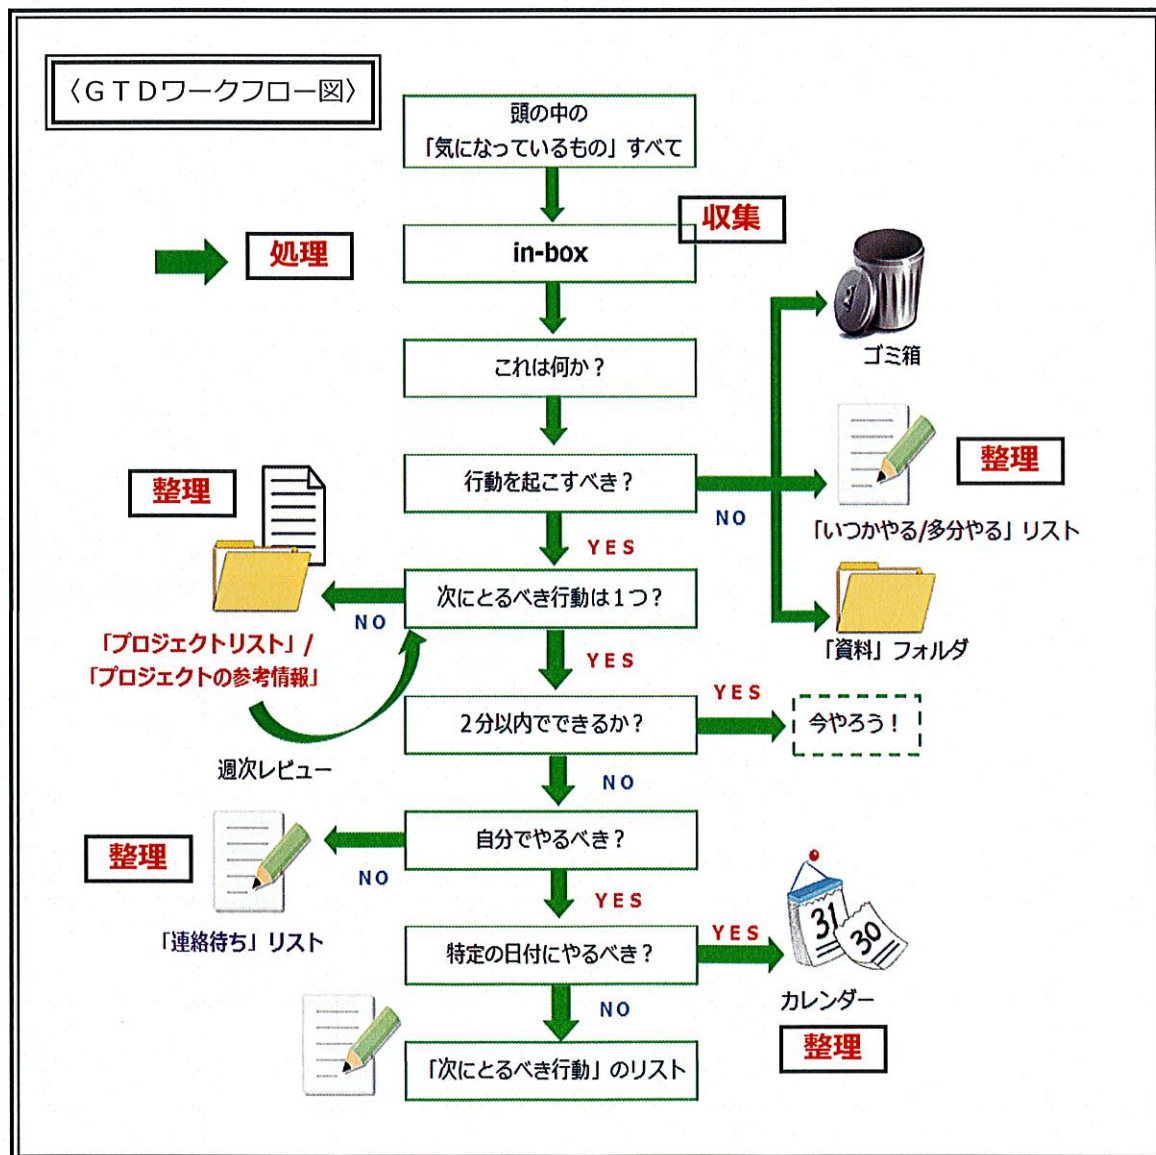 〈GTDワークフロー図〉
頭の中の
「気になっているもの」すべて
収集
処理
in-box
ゴミ箱
これは何か？
整理
整理
行動を起こすべき？
NO
「いつかやる/多分やる」リスト
YES
次にとるべき行動は１つ？
NO
「プロジェクトリスト」/
「プロジェクトの参考情報」
「資料」フォルダ
YES
YES
２分以内でできるか？
今やろう！
週次レビュー
NO
自分でやるべき？
整理
NO
YES
「連絡待ち」リスト
31
30
特定の日付にやるべき？
YES
カレンダー
NO
整理
「次にとるべき行動」のリスト